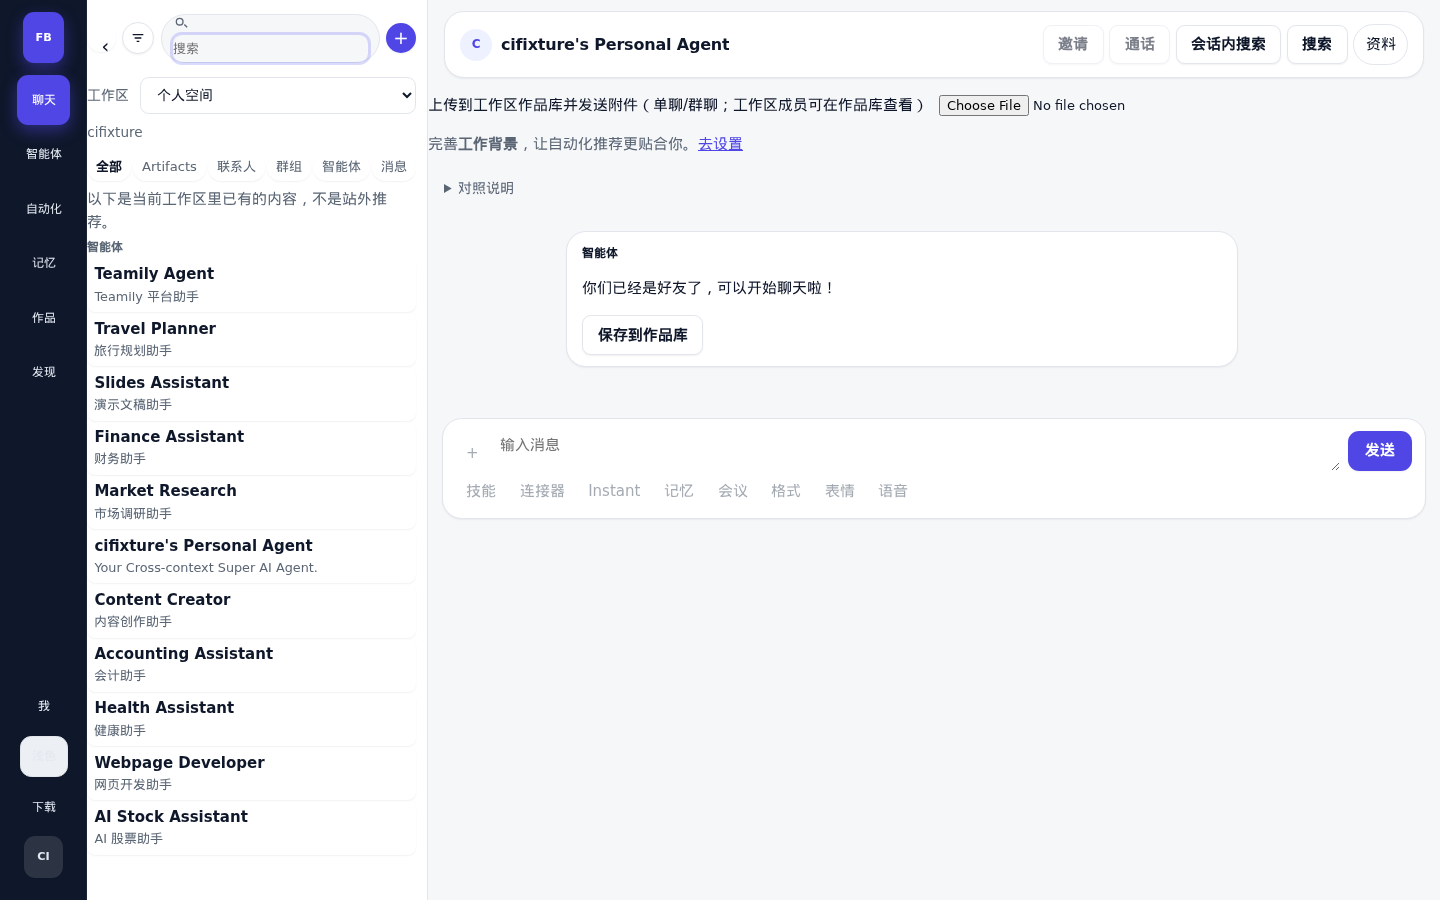 FB
聊天
智能体
自动化
记忆
作品
发现
我
下载
CI
搜索
工作区
个人空间
cifixture
全部 Artifacts 联系人 群组 智能体 消息
以下是当前工作区里已有的内容，不是站外推
荐。
智能体
Teamily Agent
Teamily 平台助手
Travel Planner
旅行规划助手
Slides Assistant
演示文稿助手
Finance Assistant
财务助手
Market Research
市场调研助手
cifixture's Personal Agent
Your Cross-context Super AI Agent.
Content Creator
内容创作助手
Accounting Assistant
会计助手
Health Assistant
健康助手
Webpage Developer
网页开发助手
AI Stock Assistant
AI 股票助手
C cifixture's Personal Agent 邀请 通话 会话内搜索 搜索 资料
上传到工作区作品库并发送附件（单聊/群聊；工作区成员可在作品库查看） Choose File No file chosen
完善工作背景，让自动化推荐更贴合你。去设置
对照说明
智能体
你们已经是好友了，可以开始聊天啦！
保存到作品库
+ 输入消息 发送
技能 连接器 Instant 记忆 会议 格式 表情 语音